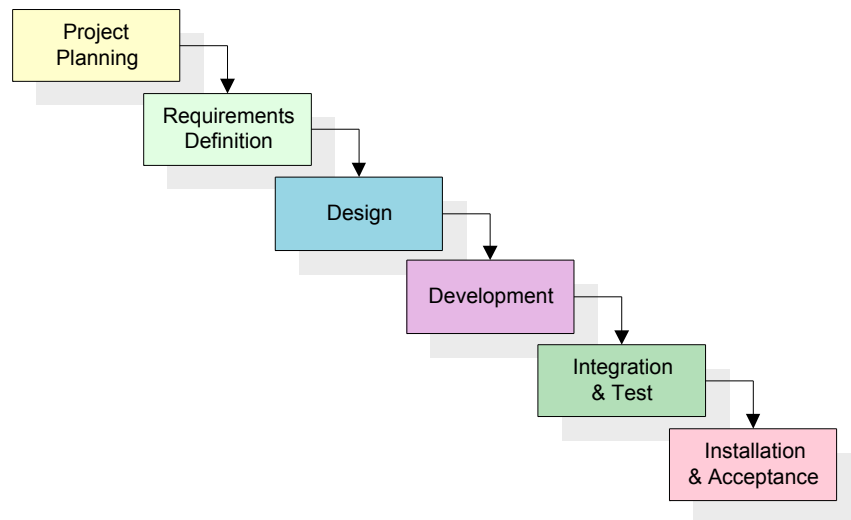 Project
Planning
Requirements
Definition
Design
Development
Integration
& Test
Installation
& Acceptance